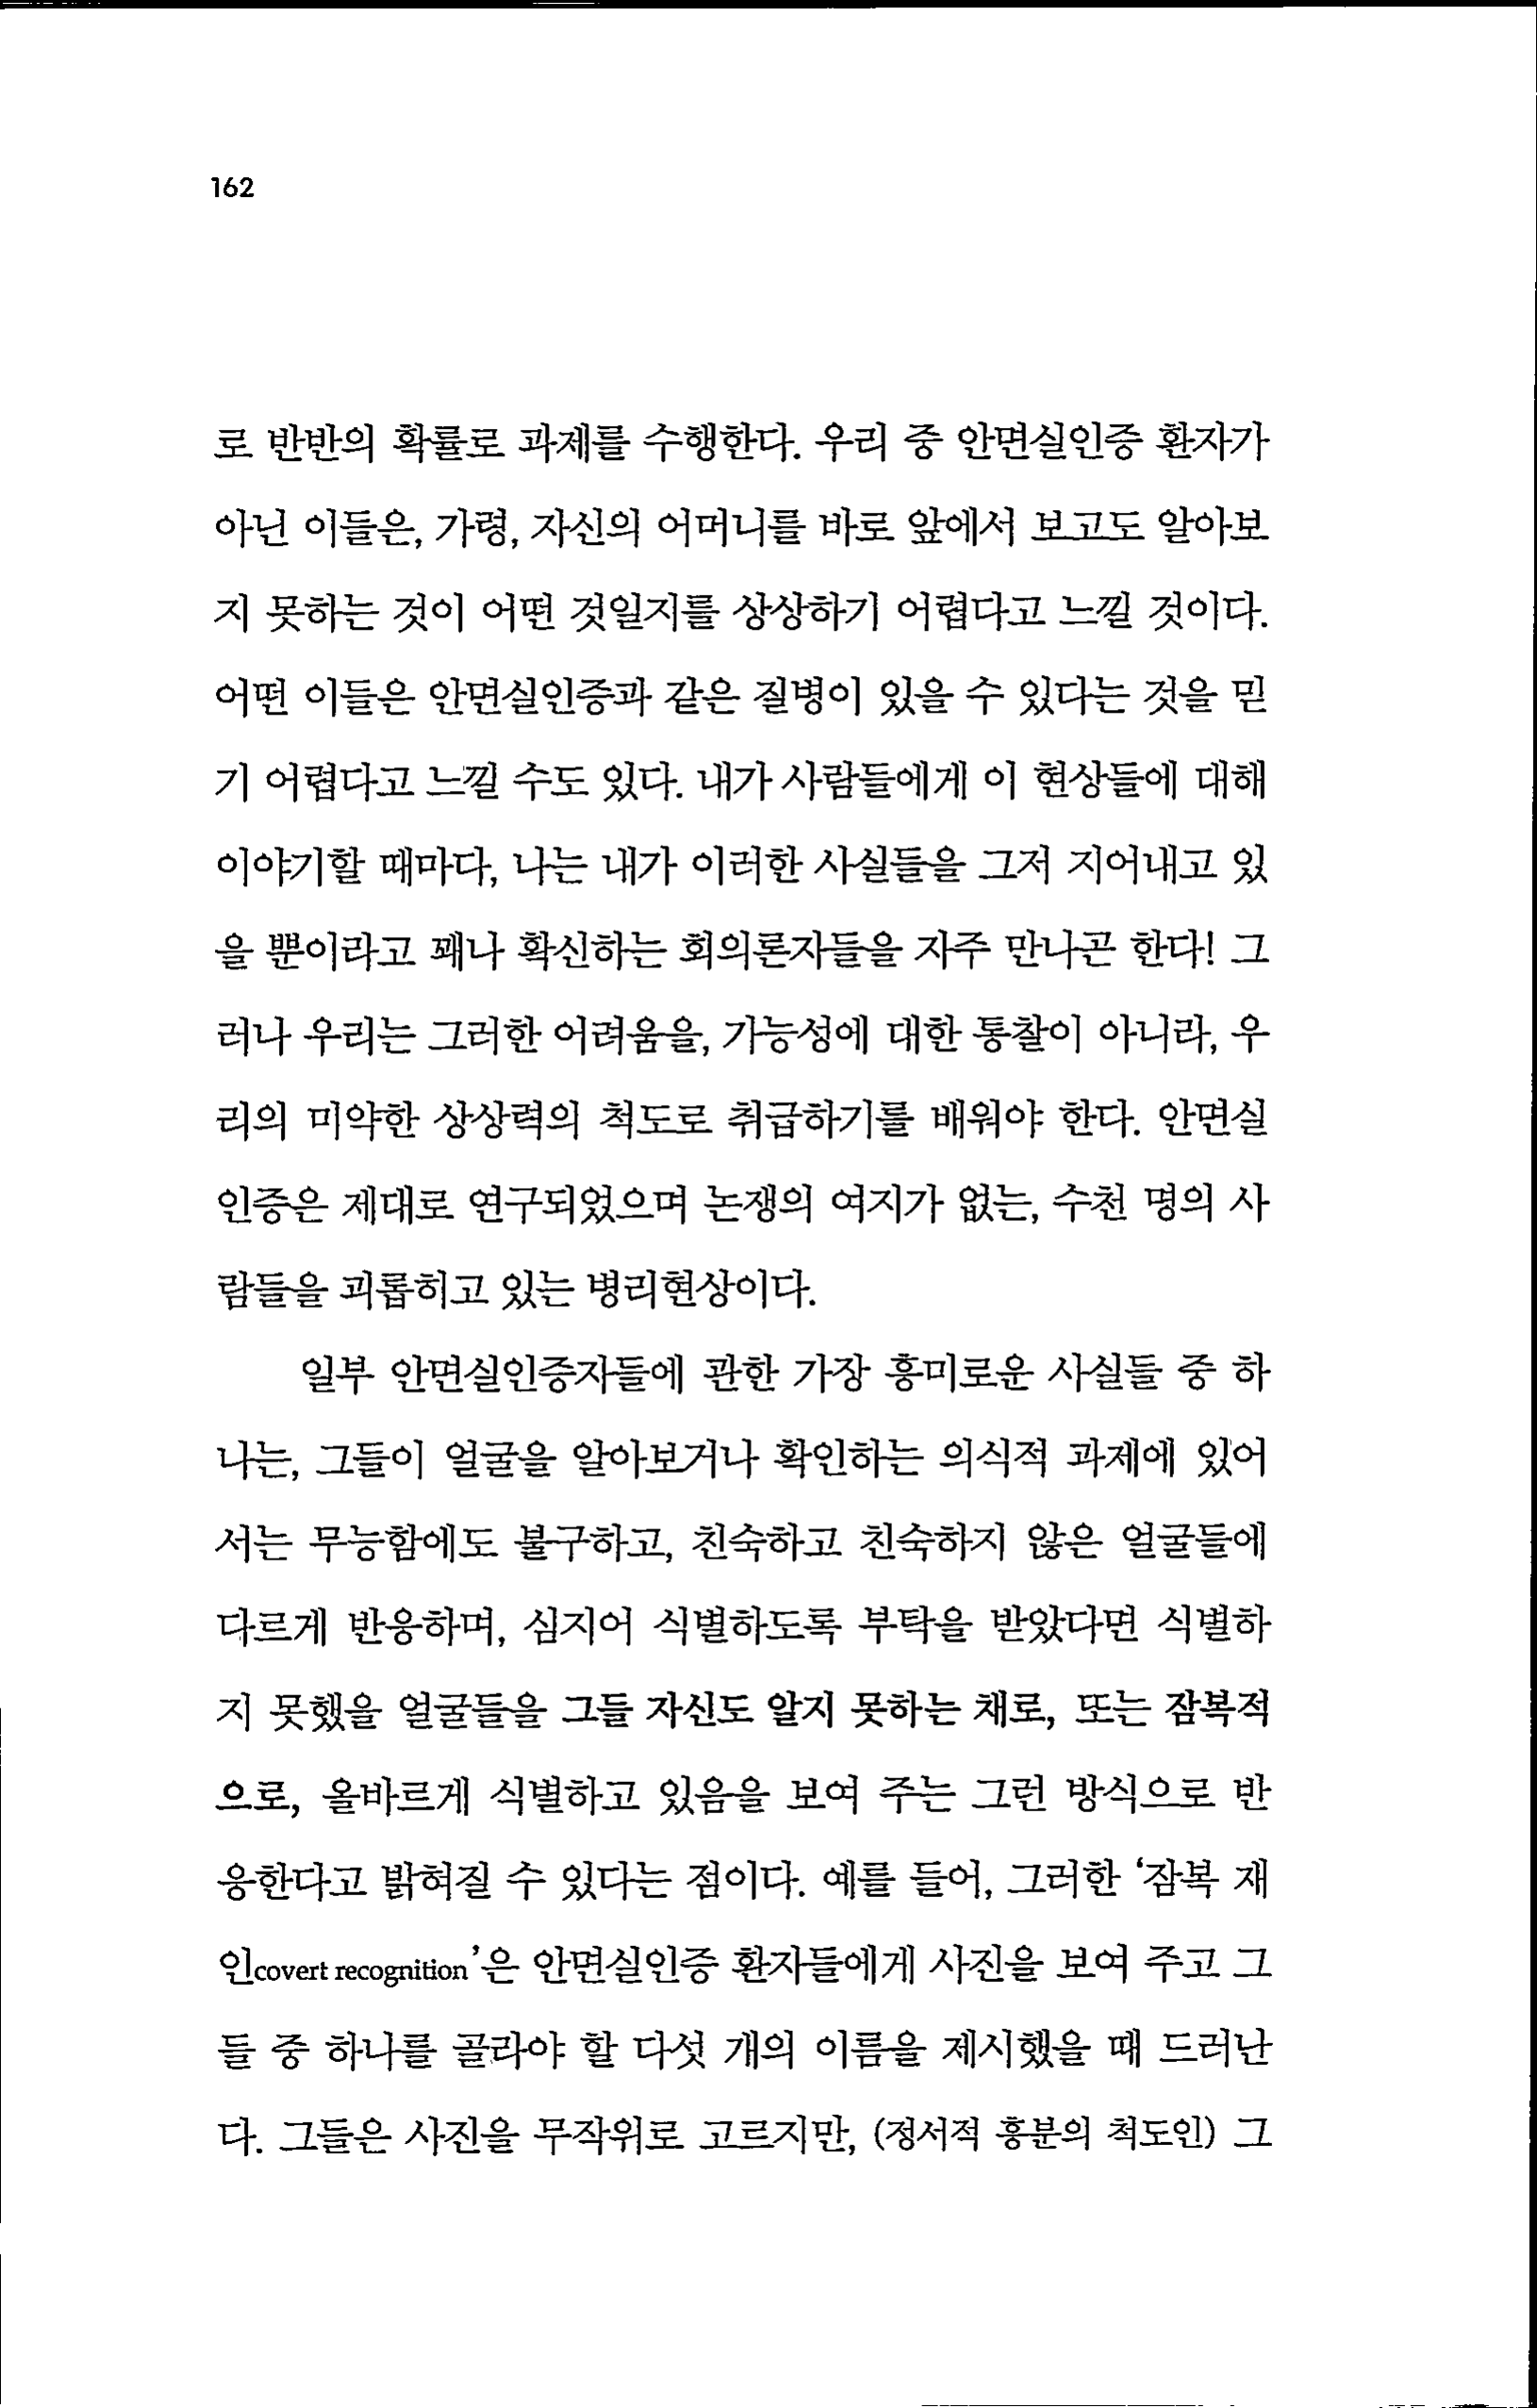 162
로 반반의 확률로 과제를 수행한다. 우리 중 안면실인증 환자가
아닌 이들은, 가령, 자신의 어머니를 바로 앞에서 보고도 알아보
지 못하는 것이 어떤 것일지를 상상하기 어렵다고 느낄 것이다.
어떤 이들은 안면실인증과 같은 질병이 있을 수 있다는 것을 믿
기 어렵다고 느낄 수도 있다. 내가 사람들에게 이 현상들에 대해
이야기할 때마다, 나는 내가 이러한 사실들을 그저 지어내고 있
을 뿐이라고 꽤나 확신하는 회의론자들을 자주 만나곤 한다! 그
러나 우리는 그러한 어려움을, 가능성에 대한 통찰이 아니라, 우
리의 미약한 상상력의 척도로 취급하기를 배워야 한다. 안면실
인증은 제대로 연구되었으며 논쟁의 여지가 없는, 수천 명의 사
람들을 괴롭히고 있는 병리현상이다.
일부 안면실인증자들에 관한 가장 흥미로운 사실들 중 하
나는, 그들이 얼굴을 알아보거나 확인하는 의식적 과제에 있어
서는 무능함에도 불구하고, 친숙하고 친숙하지 않은 얼굴들에
다르게 반응하며, 심지어 식별하도록 부탁을 받았다면 식별하
지 못했을 얼굴들을 그들 자신도 알지 못하는 채로, 또는 잠복적
으로, 올바르게 식별하고 있음을 보여 주는 그런 방식으로 반
응한다고 밝혀질 수 있다는 점이다. 예를 들어, 그러한 ‘잠복 재
인covert recognition’은 안면실인증 환자들에게 사진을 보여 주고 그
들 중 하나를 골라야 할 다섯 개의 이름을 제시했을 때 드러난
다. 그들은 사진을 무작위로 고르지만, (정서적 흥분의 척도인) 그